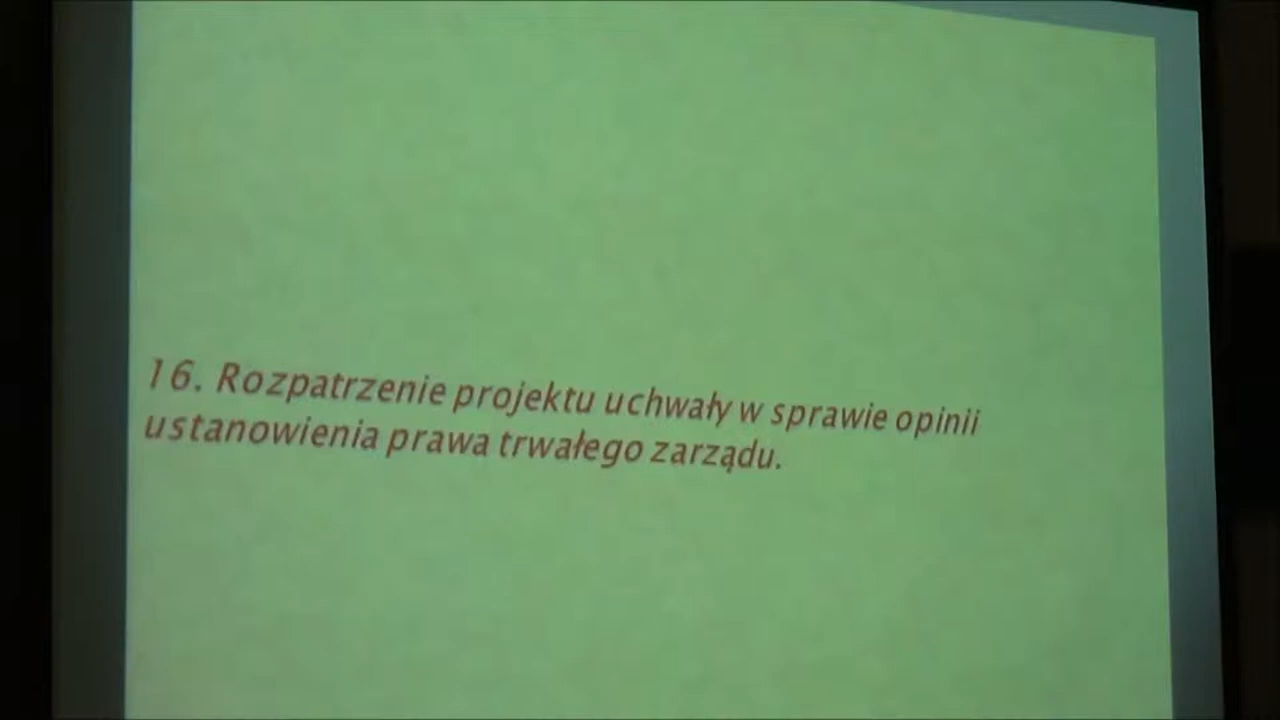 16. Rozpatrzenie projektu uchwały w sprawie opinii
ustanowienia prawa trwałego zarządu.